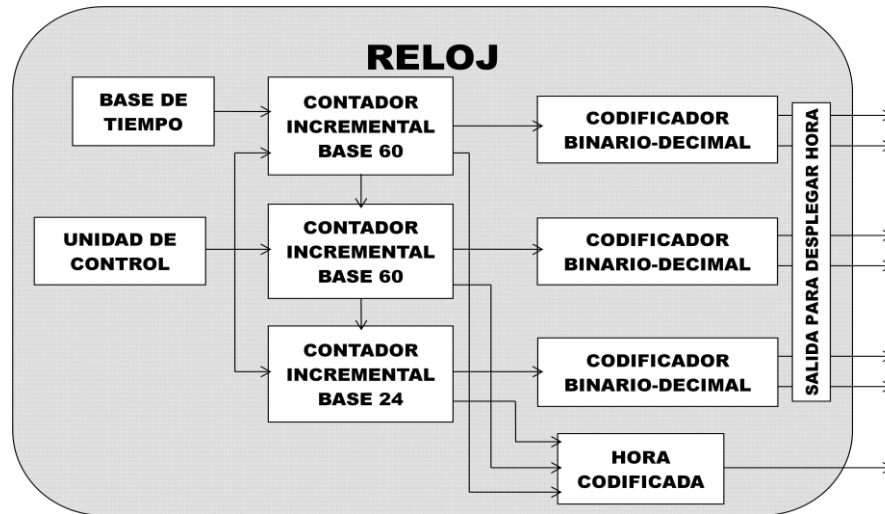 RELOJ
BASE DE
TIEMPO
CONTADOR
INCREMENTAL
BASE 60
CODIFICADOR
BINARIO-DECIMAL
UNIDAD DE
CONTROL
CONTADOR
INCREMENTAL
BASE 60
CODIFICADOR
BINARIO-DECIMAL
CONTADOR
INCREMENTAL
BASE 24
CODIFICADOR
BINARIO-DECIMAL
SALIDA PARA DESPLEGAR HORA
HORA
CODIFICADA